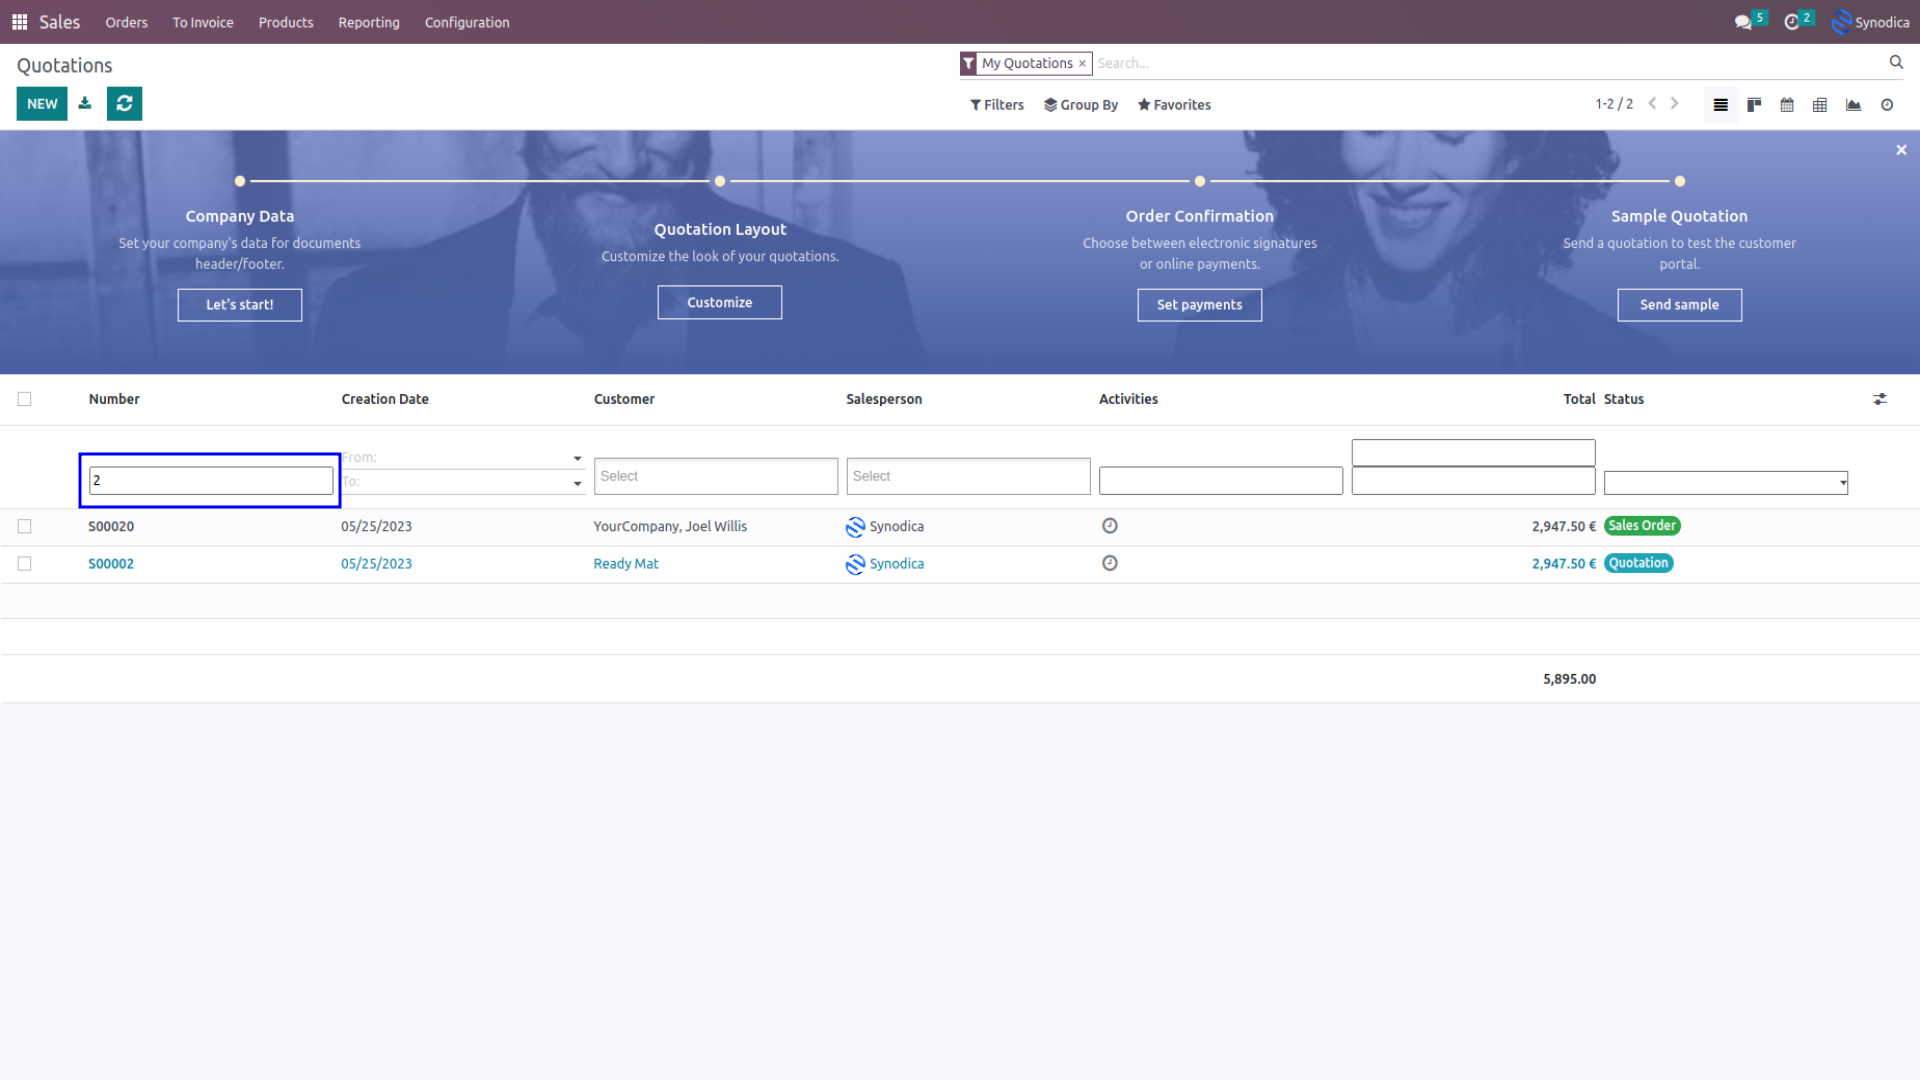 Sales Orders To Invoice Products Reporting Configuration 5 2 Synodica
Quotations My Quotations × Search...
NEW Filters Group By Favorites 1-2 / 2
Company Data
Set your company's data for documents
header/footer.
Let's start!
Quotation Layout
Customize the look of your quotations.
Customize
Order Confirmation
Choose between electronic signatures
or online payments.
Set payments
Sample Quotation
Send a quotation to test the customer
portal.
Send sample
Number Creation Date Customer Salesperson Activities Total Status
From:
2 To: Select Select
S00020 05/25/2023 YourCompany, Joel Willis Synodica 2,947.50 € Sales Order
S00002 05/25/2023 Ready Mat Synodica 2,947.50 € Quotation
5,895.00